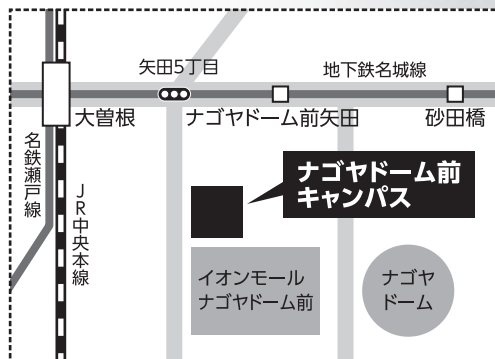 矢田5丁目
地下鉄名城線
大曽根
ナゴヤドーム前矢田
砂田橋
名鉄瀬戸線
JR中央本線
ナゴヤドーム前
キャンパス
イオンモール
ナゴヤドーム前
ナゴヤ
ドーム